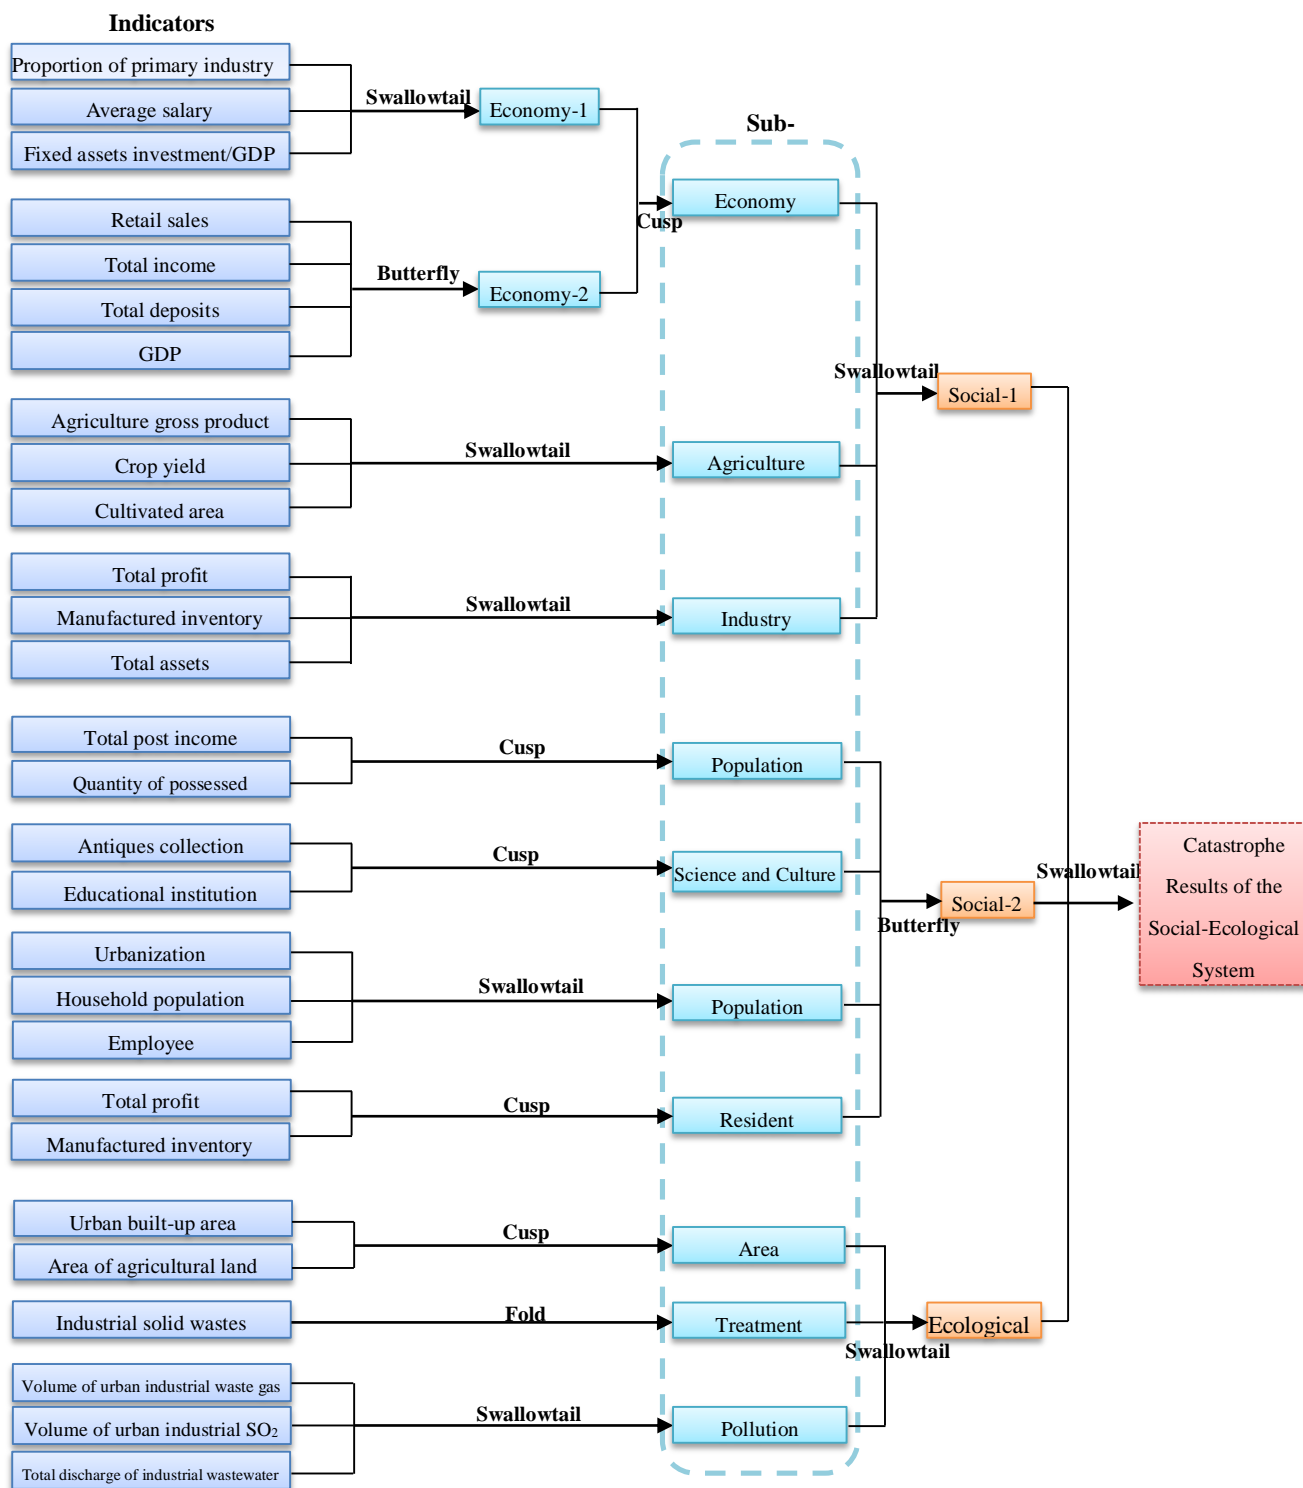 Indicators
Proportion of primary industry
Average salary
Fixed assets investment/GDP
Swallowtail
Economy-1
Retail sales
Total income
Total deposits
GDP
Butterfly
Economy-2
Cusp
Sub-
Economy
Agriculture gross product
Crop yield
Cultivated area
Swallowtail
Agriculture
Total profit
Manufactured inventory
Total assets
Swallowtail
Industry
Swallowtail
Social-1
Total post income
Quantity of possessed
Cusp
Population
Antiques collection
Educational institution
Cusp
Science and Culture
Urbanization
Household population
Employee
Swallowtail
Population
Total profit
Manufactured inventory
Cusp
Resident
Butterfly
Social-2
Urban built-up area
Area of agricultural land
Cusp
Area
Industrial solid wastes
Fold
Treatment
Volume of urban industrial waste gas
Volume of urban industrial SO2
Total discharge of industrial wastewater
Swallowtail
Pollution
Swallowtail
Ecological
Swallowtail
Catastrophe
Results of the
Social-Ecological
System